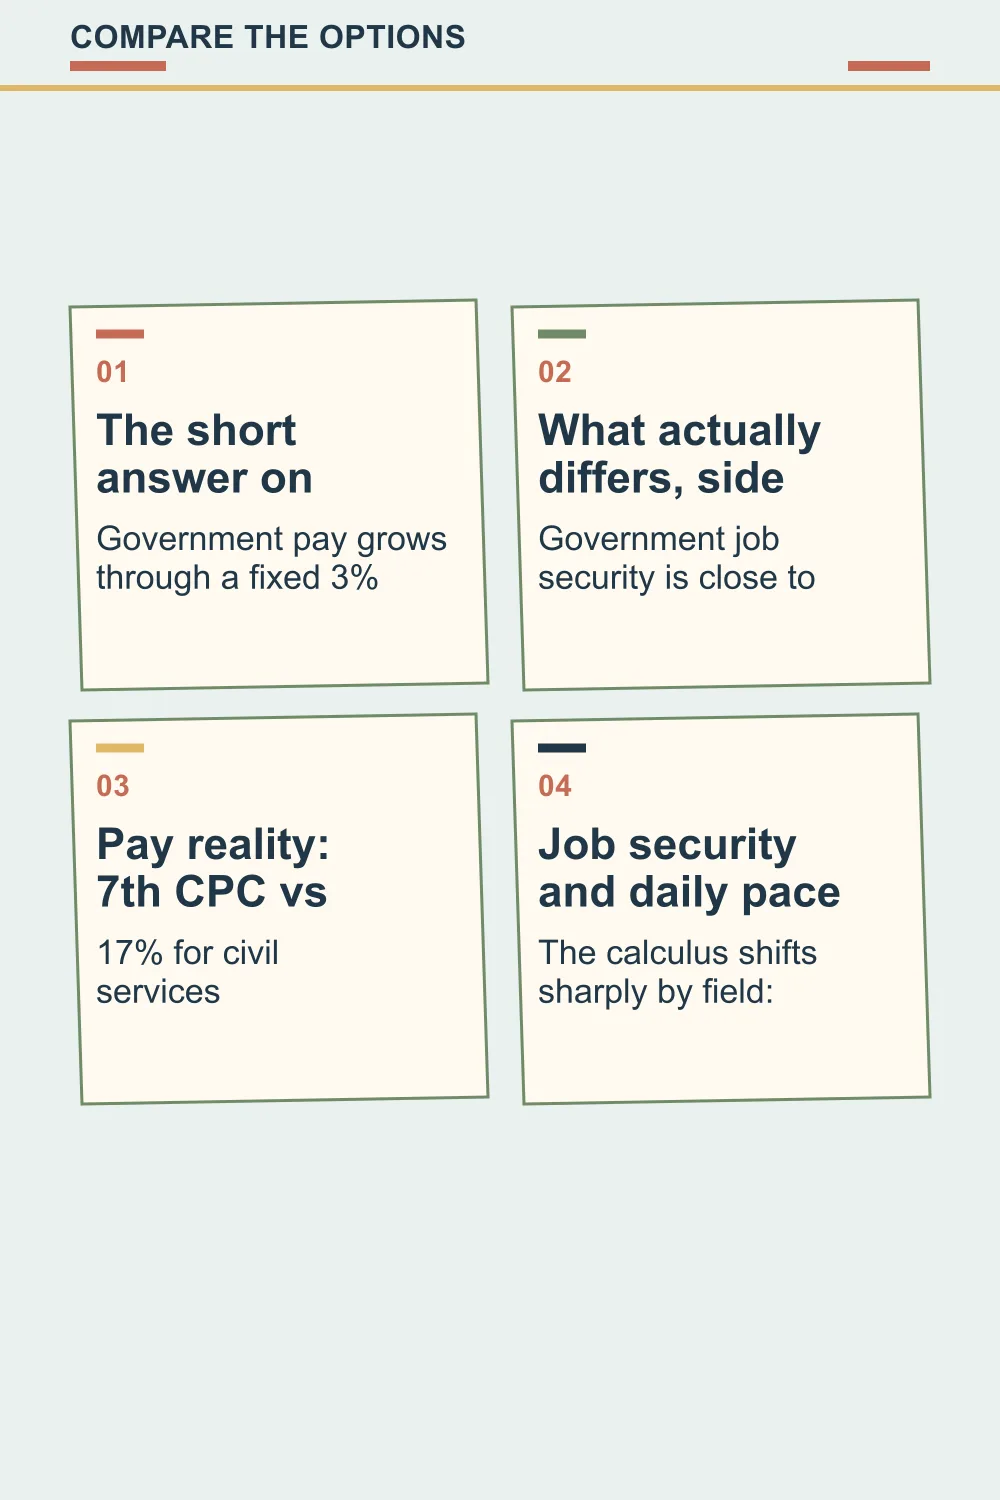 COMPARE THE OPTIONS
01
The short
answer on
Government pay grows
through a fixed 3%
02
What actually
differs, side
Government job
security is close to
03
Pay reality:
7th CPC vs
17% for civil
services
04
Job security
and daily pace
The calculus shifts
sharply by field: